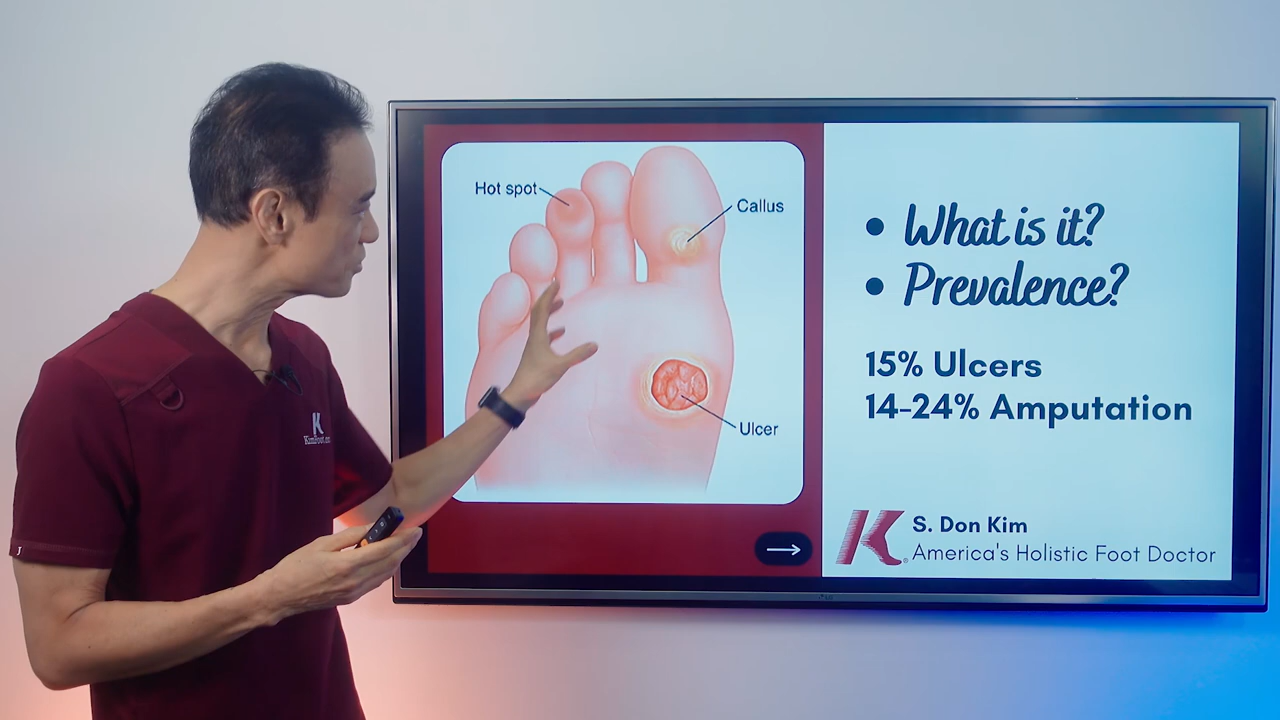 Hot spot
Callus
Ulcer
• What is it?
• Prevalence?
15% Ulcers
14-24% Amputation
K S. Don Kim
America's Holistic Foot Doctor
K